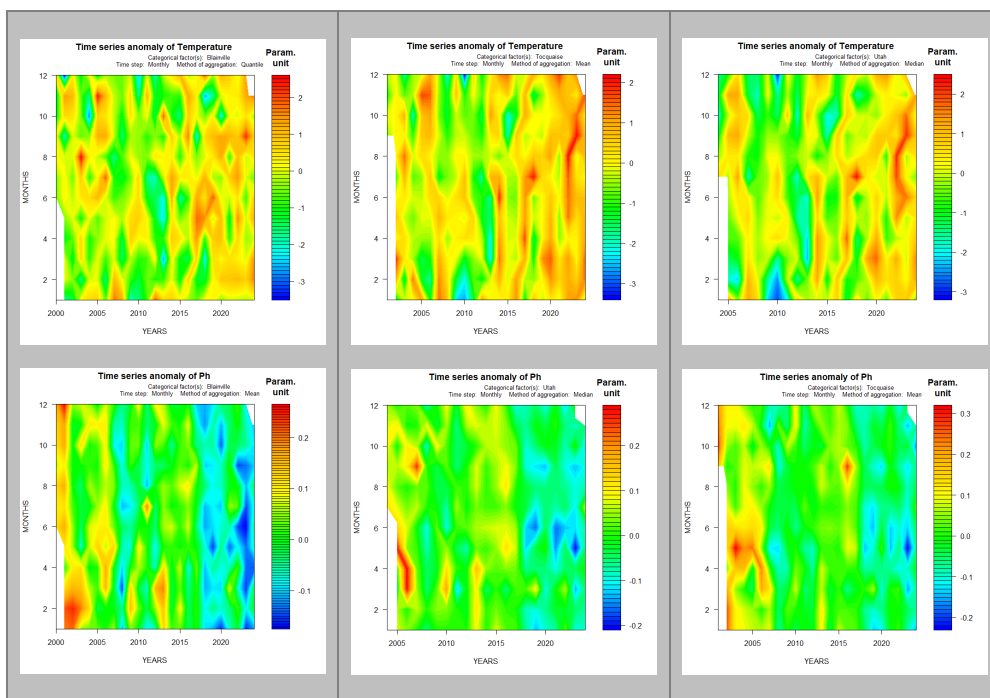 Time series anomaly of Temperature
Categorical factor(s): Blainville
Time step: Monthly Method of aggregation: Quantile
Param.
unit
MONTHS
12
10
8
6
4
2
2000 2005 2010 2015 2020
YEARS
2
1
0
-1
-2
-3
Time series anomaly of Temperature
Categorical factor(s): Tocquaise
Time step: Monthly Method of aggregation: Mean
Param.
unit
MONTHS
12
10
8
6
4
2
2005 2010 2015 2020
YEARS
2
1
0
-1
-2
-3
Time series anomaly of Temperature
Categorical factor(s): Utah
Time step: Monthly Method of aggregation: Median
Param.
unit
MONTHS
12
10
8
6
4
2
2005 2010 2015 2020
YEARS
2
1
0
-1
-2
-3
Time series anomaly of Ph
Categorical factor(s): Blainville
Time step: Monthly Method of aggregation: Mean
Param.
unit
MONTHS
12
10
8
6
4
2
2000 2005 2010 2015 2020
YEARS
0.2
0.1
0.0
-0.1
Time series anomaly of Ph
Categorical factor(s): Utah
Time step: Monthly Method of aggregation: Median
Param.
unit
MONTHS
12
10
8
6
4
2
2005 2010 2015 2020
YEARS
0.2
0.1
0.0
-0.1
-0.2
Time series anomaly of Ph
Categorical factor(s): Tocquaise
Time step: Monthly Method of aggregation: Mean
Param.
unit
MONTHS
12
10
8
6
4
2
2005 2010 2015 2020
YEARS
0.3
0.2
0.1
0.0
-0.1
-0.2